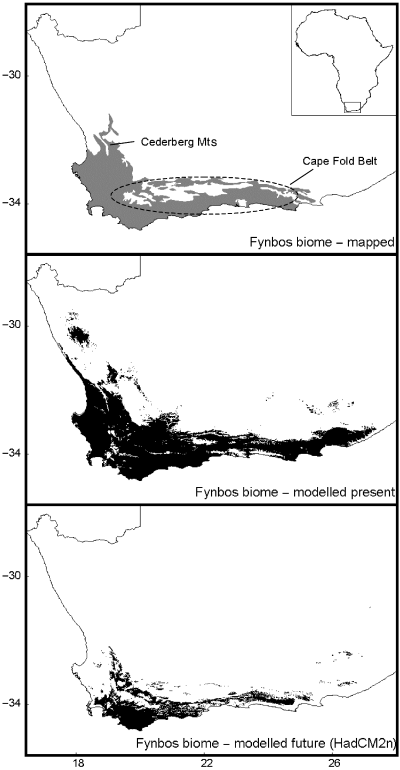 −30
Cederberg Mts
Cape Fold Belt
−34
Fynbos biome − mapped
−30
−34
Fynbos biome − modelled present
−30
−34
Fynbos biome − modelled future (HadCM2n)
18 22 26